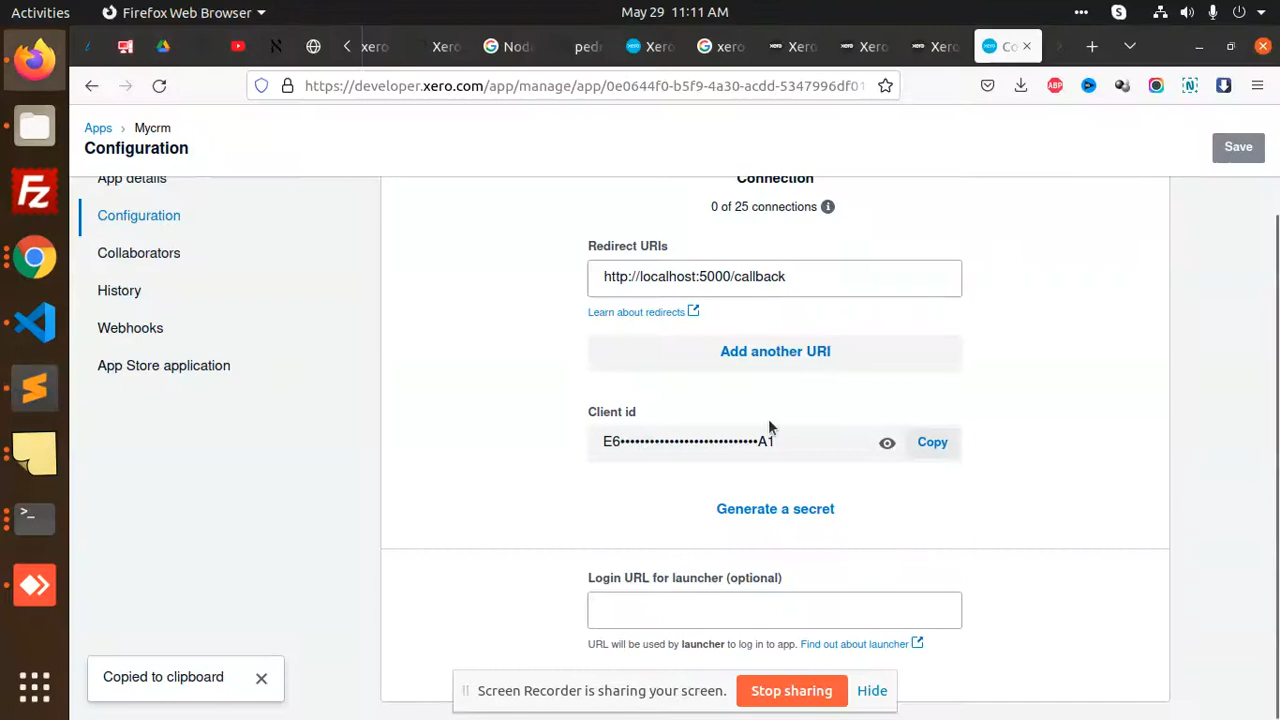 Activities
Firefox Web Browser
May 29 11:11 AM
xero
Xero
Nod
ped
Xero
xero
Xero
Xero
Xero
Co
https://developer.xero.com/app/manage/app/0e0644f0-b5f9-4a30-acdd-5347996df01
Apps › Mycrm
Configuration
Save
App details
Configuration
Collaborators
History
Webhooks
App Store application
Connection
0 of 25 connections
Redirect URIs
http://localhost:5000/callback
Learn about redirects
Add another URI
Client id
E6••••••••••••••••••••••••••••A1
Copy
Generate a secret
Login URL for launcher (optional)
URL will be used by launcher to log in to app. Find out about launcher
Copied to clipboard
Screen Recorder is sharing your screen.
Stop sharing
Hide